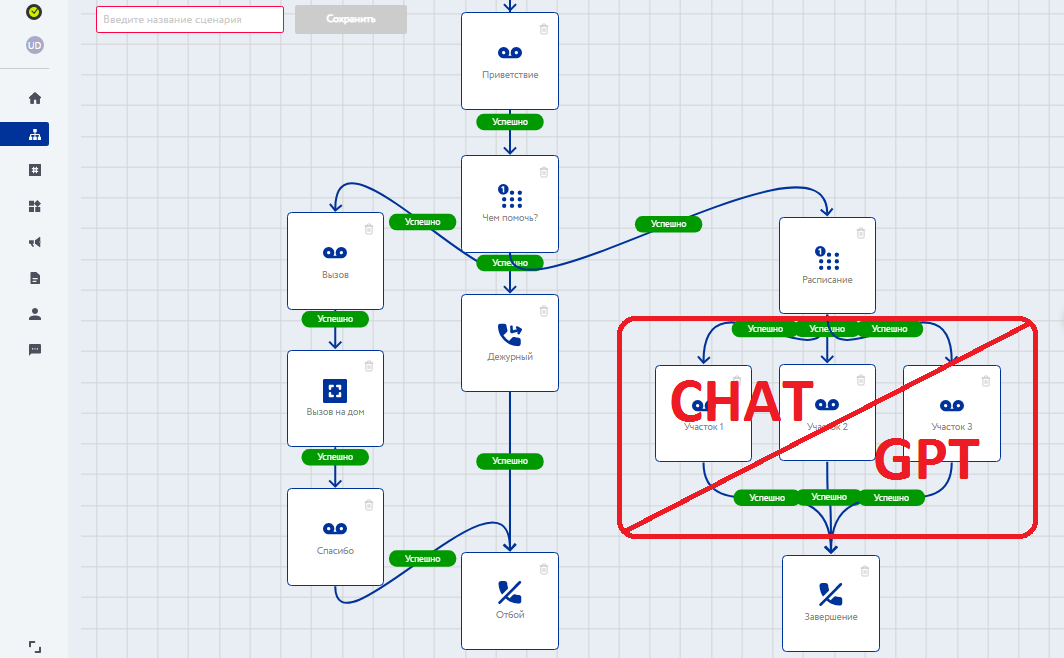 Введите название сценария
Сохранить
UD
Приветствие
Успешно
1
Чем помочь?
Успешно
Успешно
Успешно
Вызов
1
Расписание
Успешно
Дежурный
Успешно
Успешно
Успешно
Вызов на дом
CHAT
Участок 1
Участок 2
Участок 3
GPT
Успешно
Успешно
Успешно
Успешно
Успешно
Спасибо
Успешно
Отбой
Завершение